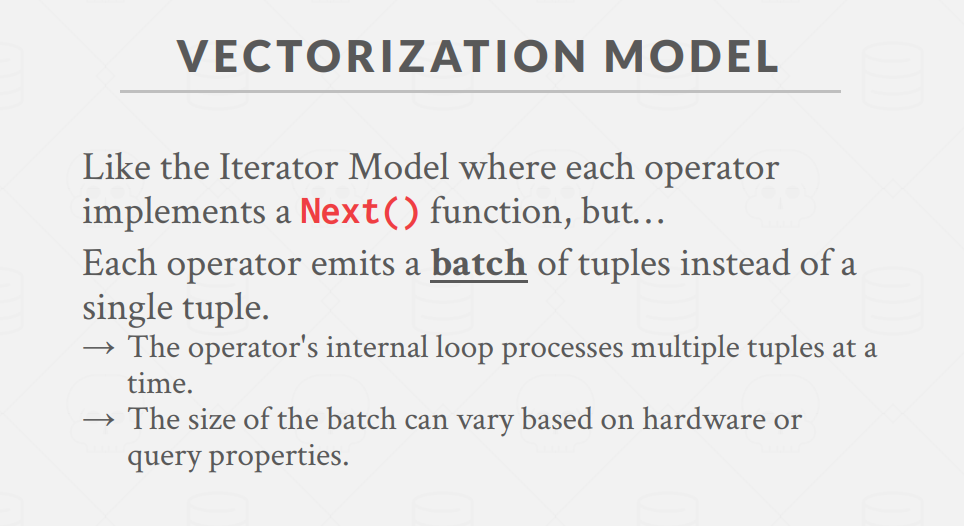 VECTORIZATION MODEL
Like the Iterator Model where each operator
implements a Next() function, but…
Each operator emits a batch of tuples instead of a
single tuple.
→ The operator's internal loop processes multiple tuples at a
time.
→ The size of the batch can vary based on hardware or
query properties.